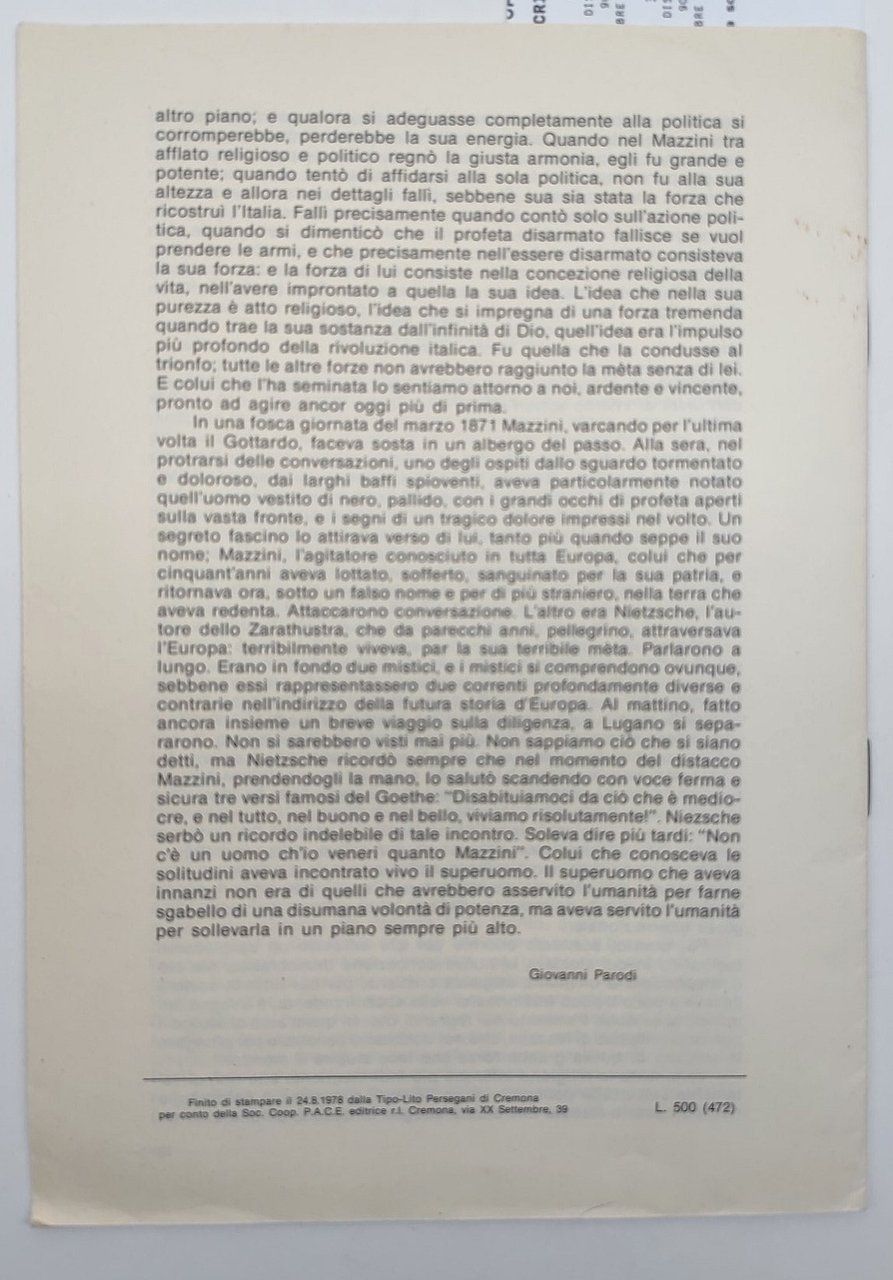 altro piano; e qualora si adeguasse completamente alla politica si
corromperebbe, perderebbe la sua energia. Quando nel Mazzini tra
afflato religioso e politico regnò la giusta armonia, egli fu grande e
potente; quando tentò di affidarsi alla sola politica, non fu alla sua
altezza e allora nei dettagli fallì, sebbene sua sia stata la forza che
ricostruì l'Italia. Fallì precisamente quando contò solo sull'azione poli-
tica, quando si dimenticò che il profeta disarmato fallisce se vuol
prendere le armi, e che precisamente nell'essere disarmato consisteva
la sua forza: e la forza di lui consiste nella concezione religiosa della
vita, nell'avere improntato a quella la sua idea. L'idea che nella sua
purezza è atto religioso, l'idea che si impregna di una forza tremenda
quando trae la sua sostanza dall'infinità di Dio, quell'idea era l'impulso
più profondo della rivoluzione italica. Fu quella che la condusse al
trionfo; tutte le altre forze non avrebbero raggiunto la mèta senza di lei.
E colui che l'ha seminata lo sentiamo attorno a noi, ardente e vincente,
pronto ad agire ancor oggi più di prima.
In una fosca giornata del marzo 1871 Mazzini, varcando per l'ultima
volta il Gottardo, faceva sosta in un albergo del passo. Alla sera, nel
protrarsi delle conversazioni, uno degli ospiti dallo sguardo tormentato
e doloroso, dai larghi baffi spioventi, aveva particolarmente notato
quell'uomo vestito di nero, pallido, con i grandi occhi di profeta aperti
sulla vasta fronte, e i segni di un tragico dolore impressi nel volto. Un
segreto fascino lo attirava verso di lui, tanto più quando seppe il suo
nome; Mazzini, l'agitatore conosciuto in tutta Europa, colui che per
cinquant'anni aveva lottato, sofferto, sanguinato per la sua patria, e
ritornava ora, sotto un falso nome e per di più straniero, nella terra che
aveva redenta. Attaccarono conversazione. L'altro era Nietzsche, l'au-
tore dello Zarathustra, che da parecchi anni, pellegrino, attraversava
l'Europa: terribilmente viveva, par la sua terribile mèta. Parlarono a
lungo. Erano in fondo due mistici, e i mistici si comprendono ovunque,
sebbene essi rappresentassero due correnti profondamente diverse e
contrarie nell'indirizzo della futura storia d'Europa. Al mattino, fatto
ancora insieme un breve viaggio sulla diligenza, a Lugano si sepa-
rarono. Non si sarebbero visti mai più. Non sappiamo ciò che si siano
detti, ma Nietzsche ricordò sempre che nel momento del distacco
Mazzini, prendendogli la mano, lo salutò scandendo con voce ferma e
sicura tre versi famosi del Goethe: "Disabituiamoci da ciò che è medio-
cre, e nel tutto, nel buono e nel bello, viviamo risolutamente!". Niezsche
serbò un ricordo indelebile di tale incontro. Soleva dire più tardi: "Non
c'è un uomo ch'io veneri quanto Mazzini". Colui che conosceva le
solitudini aveva incontrato vivo il superuomo. Il superuomo che aveva
innanzi non era di quelli che avrebbero asservito l'umanità per farne
sgabello di una disumana volontà di potenza, ma aveva servito l'umanità
per sollevarla in un piano sempre più alto.
Giovanni Parodi
Finito di stampare il 24.8.1978 dalla Tipo-Lito Persegani di Cremona
per conto della Soc. Coop. P.A.C.E. editrice r.l. Cremona, via XX Settembre, 39
L. 500 (472)